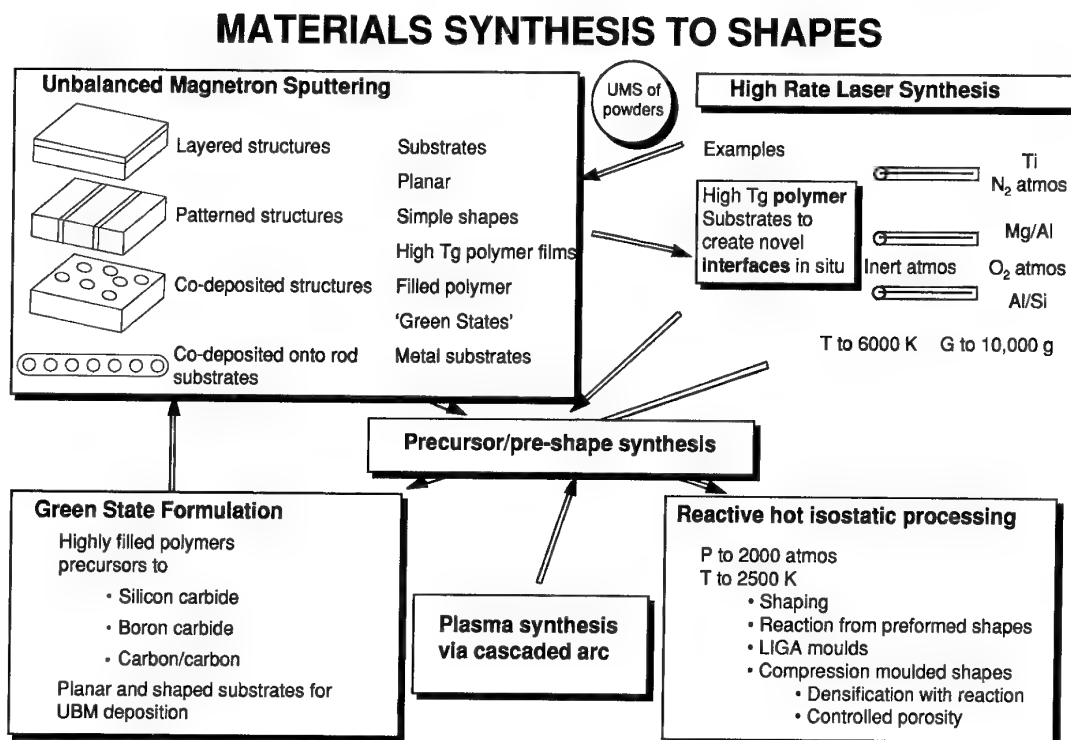 MATERIALS SYNTHESIS TO SHAPES
Unbalanced Magnetron Sputtering
Layered structures
Patterned structures
Co-deposited structures
Co-deposited onto rod
substrates
Substrates
Planar
Simple shapes
High Tg polymer films
Filled polymer
'Green States'
Metal substrates
UMS of
powders
High Rate Laser Synthesis
Examples
High Tg polymer
Substrates to
create novel
interfaces in situ
Ti
N2 atmos
Mg/Al
Inert atmos
O2 atmos
Al/Si
T to 6000 K G to 10,000 g
Precursor/pre-shape synthesis
Green State Formulation
Highly filled polymers
precursors to
• Silicon carbide
• Boron carbide
• Carbon/carbon
Planar and shaped substrates for
UBM deposition
Plasma synthesis
via cascaded arc
Reactive hot isostatic processing
P to 2000 atmos
T to 2500 K
• Shaping
• Reaction from preformed shapes
• LIGA moulds
• Compression moulded shapes
• Densification with reaction
• Controlled porosity